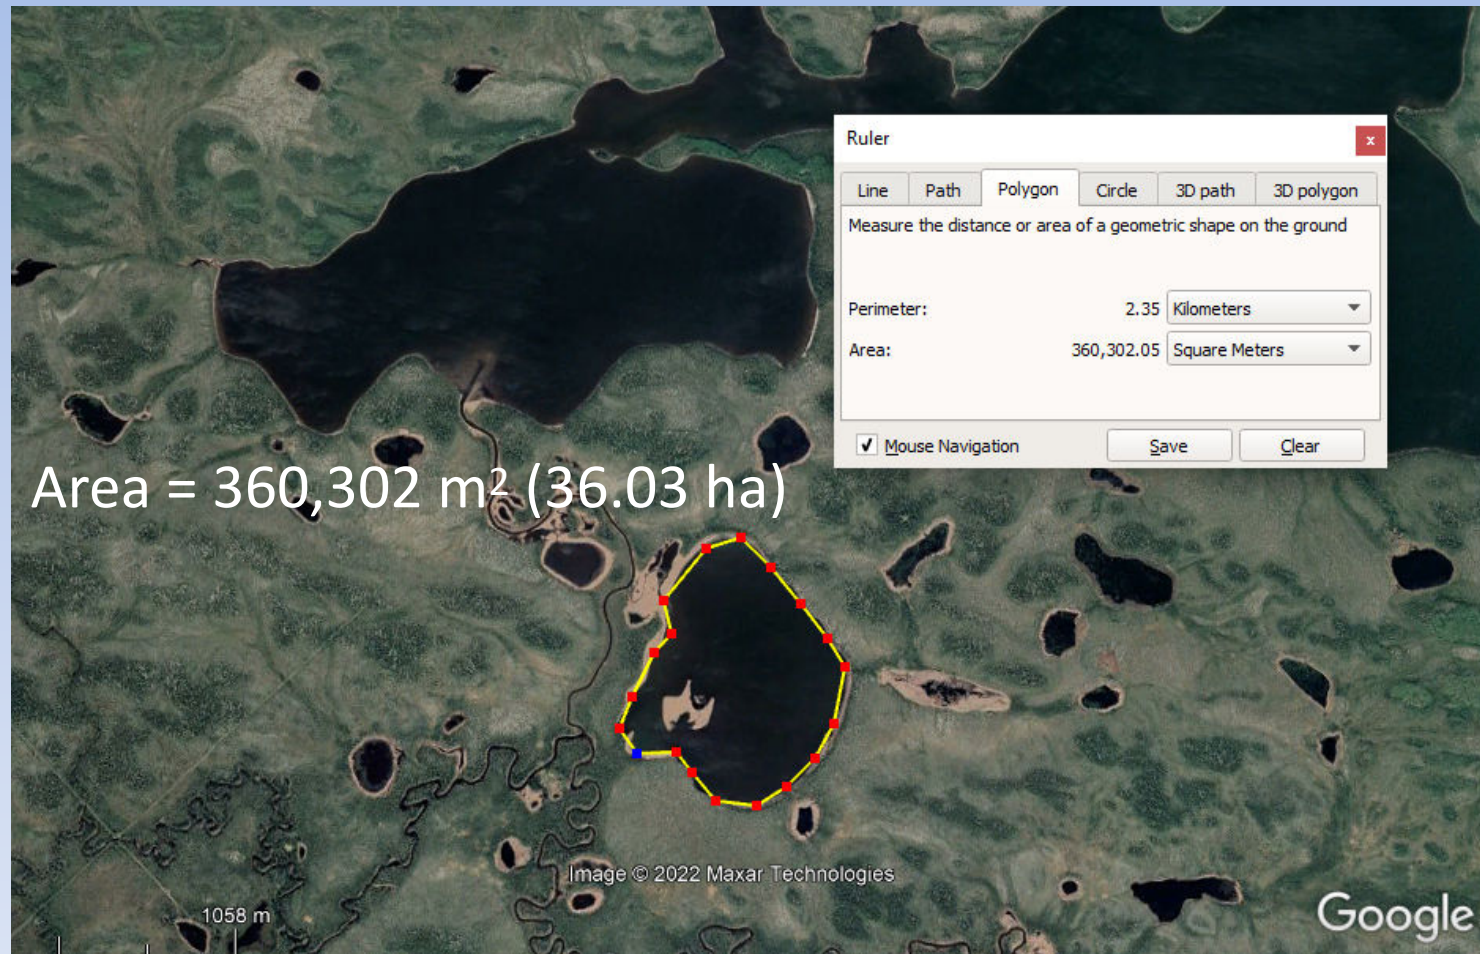 Ruler
x
Line Path Polygon Circle 3D path 3D polygon
Measure the distance or area of a geometric shape on the ground
Perimeter: 2.35 Kilometers
Area: 360,302.05 Square Meters
Mouse Navigation Save Clear
Area = 360,302 m² (36.03 ha)
Image © 2022 Maxar Technologies
1058 m
Google